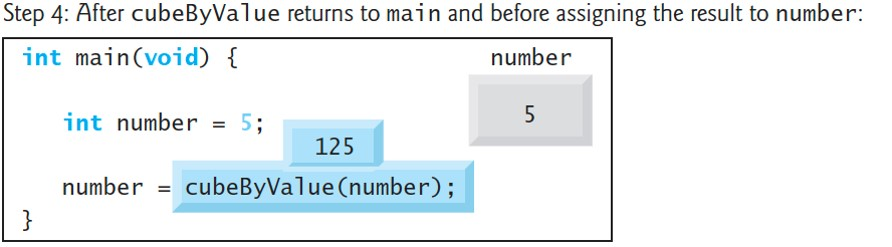 Step 4: After cubeByValue returns to main and before assigning the result to number:
int main(void) {
number
int number = 5;
5
125
number = cubeByValue(number);
}